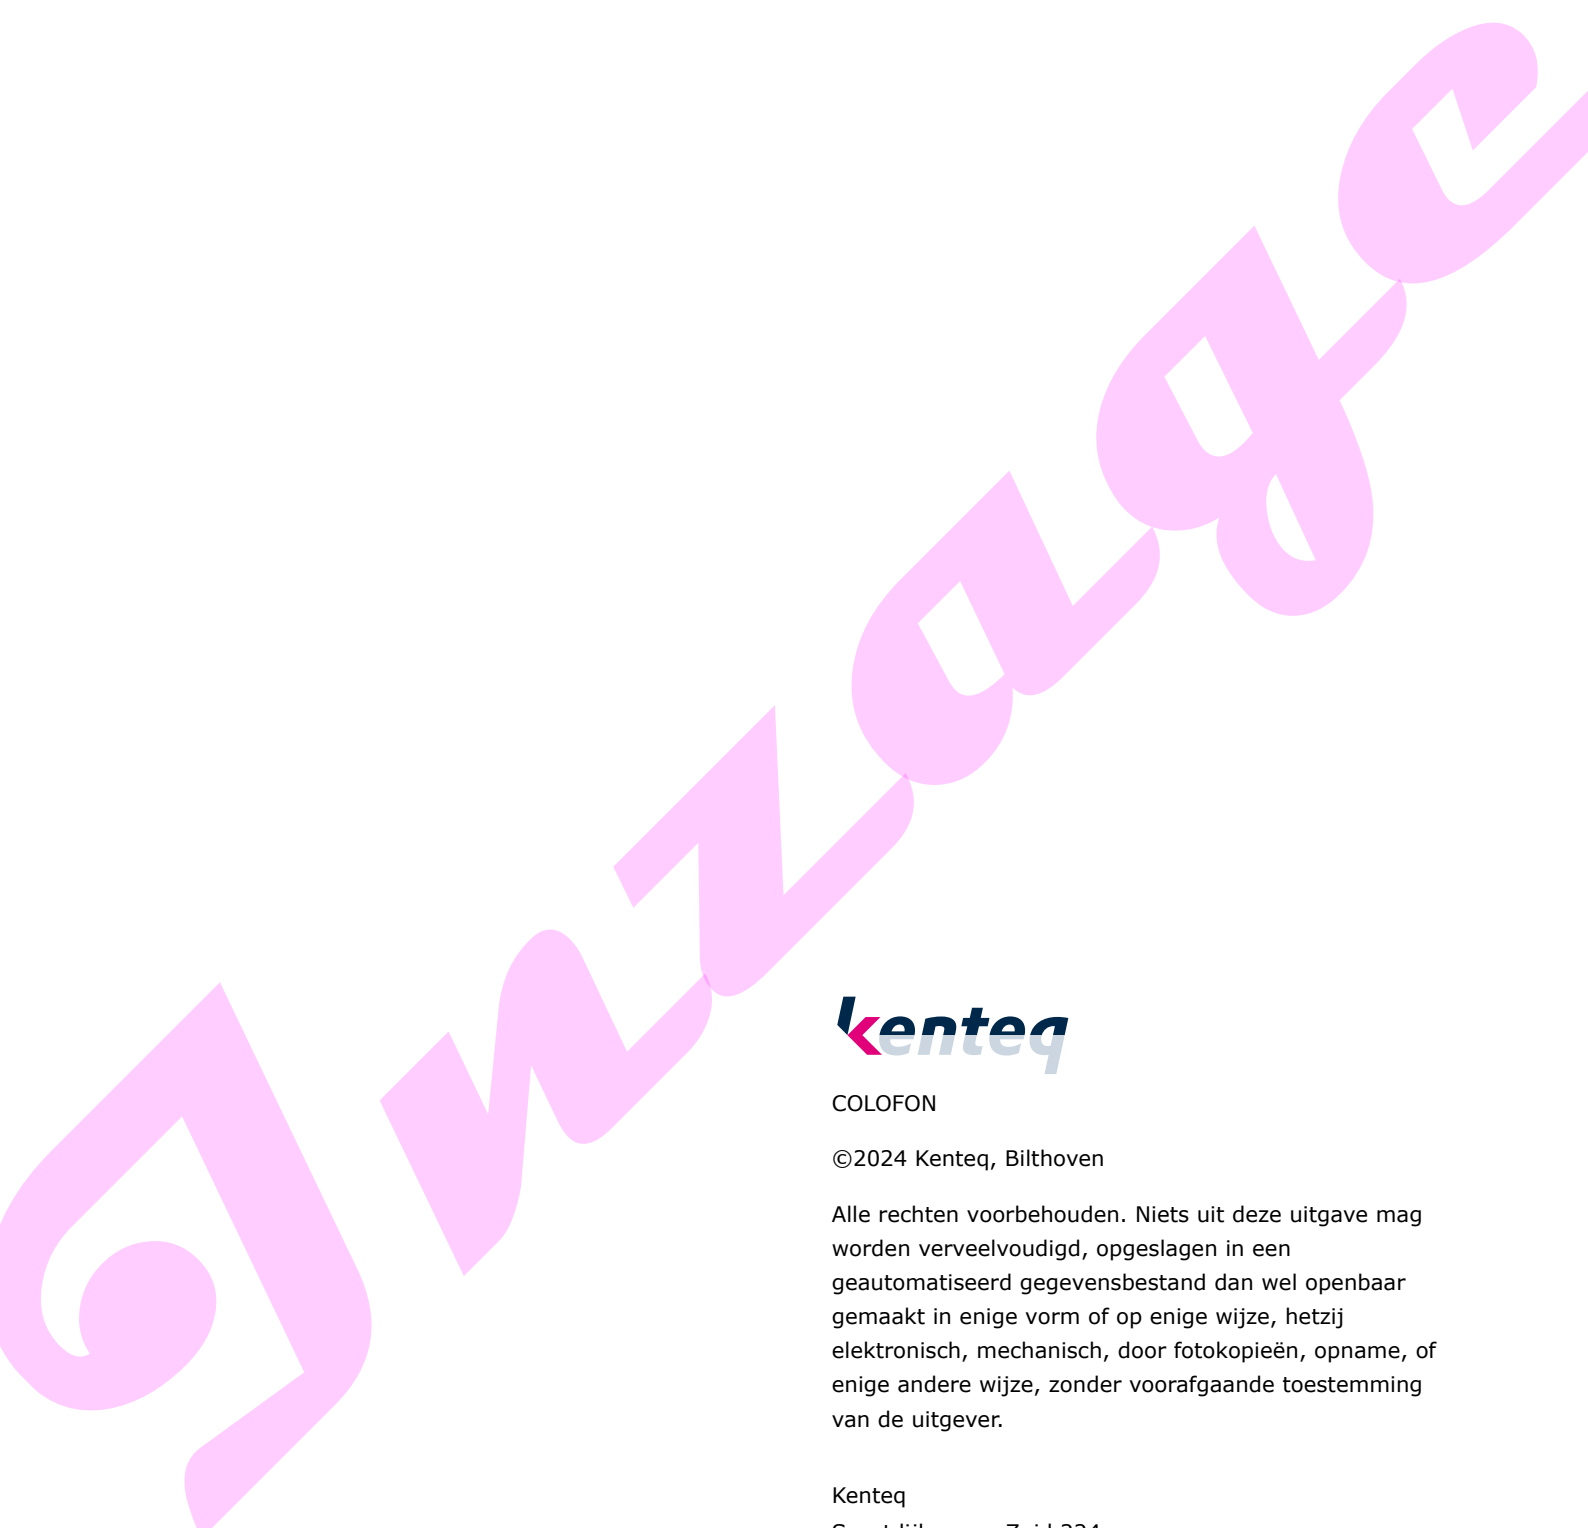 Inzage
kenteq
COLOFON
©2024 Kenteq, Bilthoven
Alle rechten voorbehouden. Niets uit deze uitgave mag
worden verveelvoudigd, opgeslagen in een
geautomatiseerd gegevensbestand dan wel openbaar
gemaakt in enige vorm of op enige wijze, hetzij
elektronisch, mechanisch, door fotokopieën, opname, of
enige andere wijze, zonder voorafgaande toestemming
van de uitgever.
Kenteq